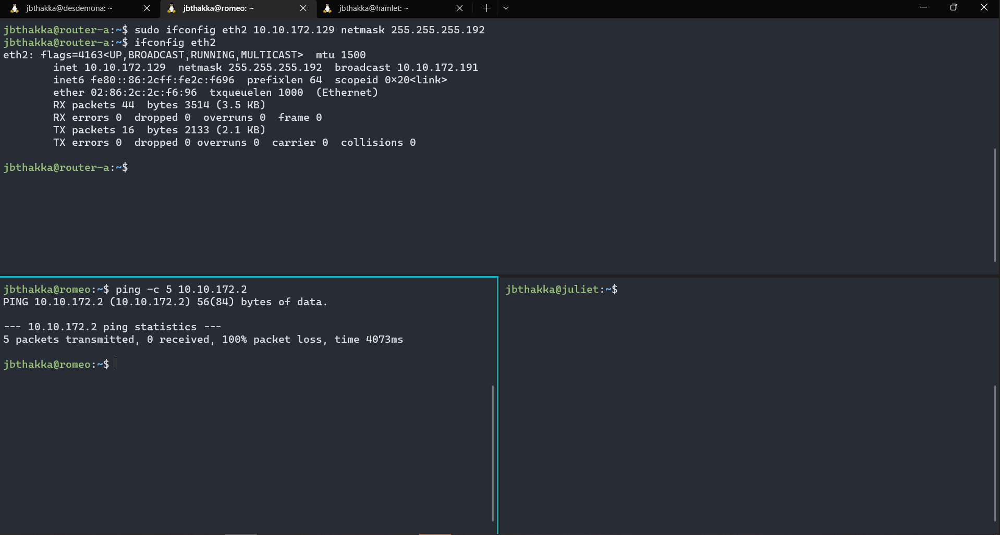 jbthakka@desdemona: ~
jbthakka@romeo: ~
jbthakka@hamlet: ~
jbthakka@router-a:~$ sudo ifconfig eth2 10.10.172.129 netmask 255.255.255.192
jbthakka@router-a:~$ ifconfig eth2
eth2: flags=4163<UP,BROADCAST,RUNNING,MULTICAST>  mtu 1500
        inet 10.10.172.129  netmask 255.255.255.192  broadcast 10.10.172.191
        inet6 fe80::86:2cff:fe2c:f696  prefixlen 64  scopeid 0x20<link>
        ether 02:86:2c:2c:f6:96  txqueuelen 1000  (Ethernet)
        RX packets 44  bytes 3514 (3.5 KB)
        RX errors 0  dropped 0  overruns 0  frame 0
        TX packets 16  bytes 2133 (2.1 KB)
        TX errors 0  dropped 0 overruns 0  carrier 0  collisions 0
jbthakka@router-a:~$
jbthakka@romeo:~$ ping -c 5 10.10.172.2
PING 10.10.172.2 (10.10.172.2) 56(84) bytes of data.
--- 10.10.172.2 ping statistics ---
5 packets transmitted, 0 received, 100% packet loss, time 4073ms
jbthakka@romeo:~$
jbthakka@juliet:~$